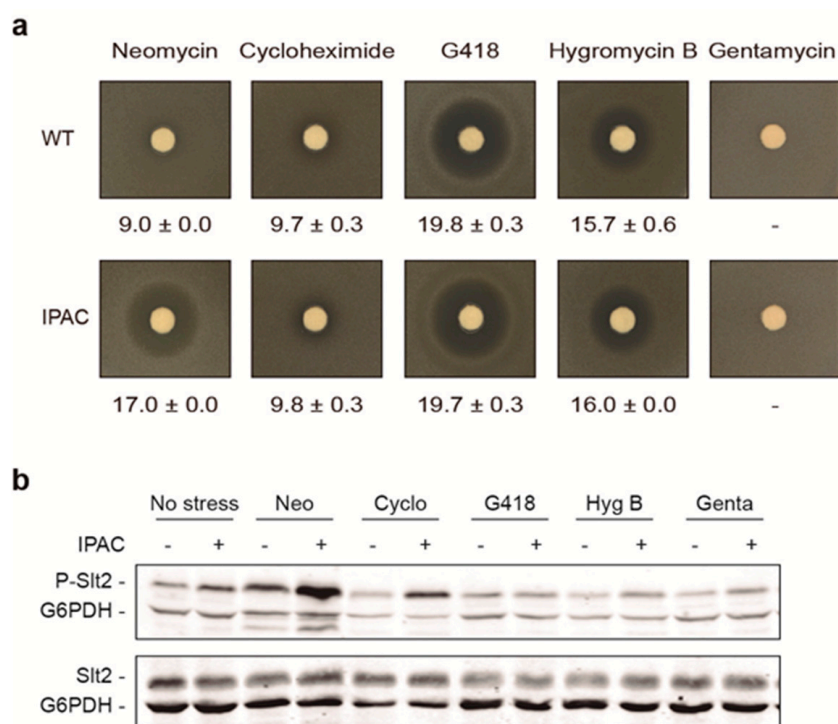 a
Neomycin Cycloheximide G418 Hygromycin B Gentamycin
WT
9.0 ± 0.0 9.7 ± 0.3 19.8 ± 0.3 15.7 ± 0.6 -
IPAC
17.0 ± 0.0 9.8 ± 0.3 19.7 ± 0.3 16.0 ± 0.0 -
b
No stress Neo Cyclo G418 Hyg B Genta
IPAC - + - + - + - + - + - +
P-Slt2 -
G6PDH -
Slt2 -
G6PDH -